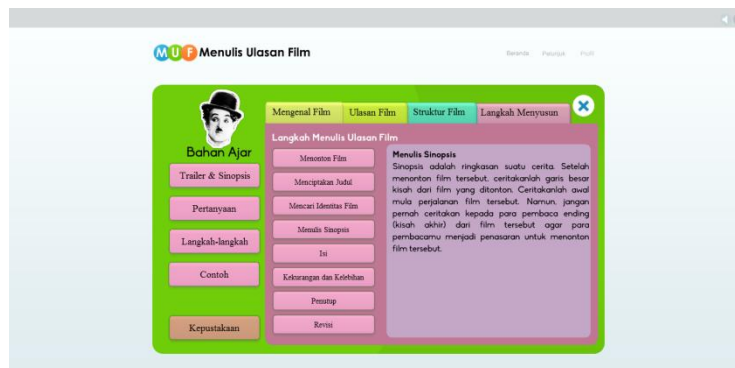 MUF Menulis Ulasan Film
Beranda
Bahan Ajar
Trailer & Sinopsis
Pertanyaan
Langkah-langkah
Contoh
Kepustakaan
Mengenal Film
Ulasan Film
Struktur Film
Langkah Menyusun
Langkah Menulis Ulasan Film
Menonton Film
Menciptakan Judul
Mencari Identitas Film
Menulis Sinopsis
Isi
Kekurangan dan Kelebihan
Penutup
Revisi
Menulis Sinopsis
Sinopsis adalah ringkasan suatu cerita. Setelah
menonton film tersebut, ceritakanlah garis besar
kisah dari film yang ditonton. Ceritakanlah awal
mula perjalanan film tersebut. Namun, jangan
pernah ceritakan kepada para pembaca ending
(kisah akhir) dari film tersebut agar para
pembacamu menjadi penasaran untuk menonton
film tersebut.